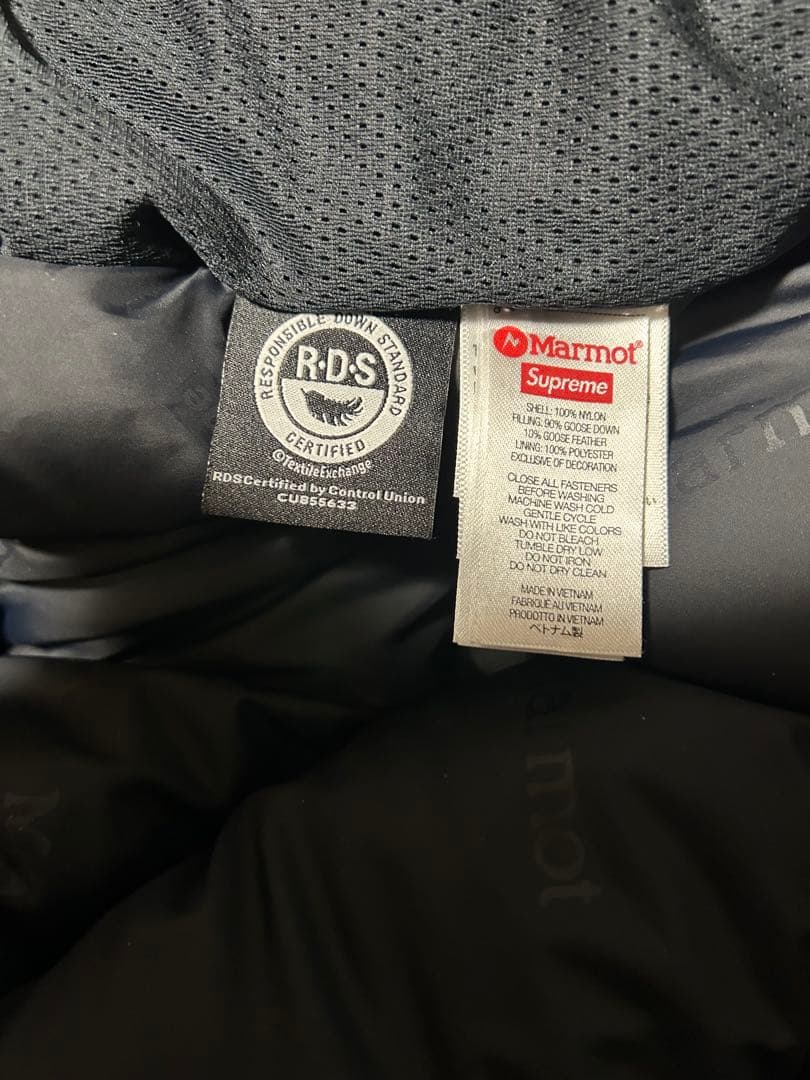 RESPONSIBLE DOWN STANDARD
R·D·S
CERTIFIED
@TextileExchange
RDSCertified by Control Union
CU855633
Marmot®
Supreme
SHELL: 100% NYLON
FILLING: 90% GOOSE DOWN
10% GOOSE FEATHER
LINING: 100% POLYESTER
EXCLUSIVE OF DECORATION
CLOSE ALL FASTENERS
BEFORE WASHING
MACHINE WASH COLD
GENTLE CYCLE
WASH WITH LIKE COLORS
DO NOT BLEACH
TUMBLE DRY LOW
DO NOT IRON
DO NOT DRY CLEAN
MADE IN VIETNAM
FABRIQUE AU VIETNAM
PRODOTTO IN VIETNAM
ベトナム製